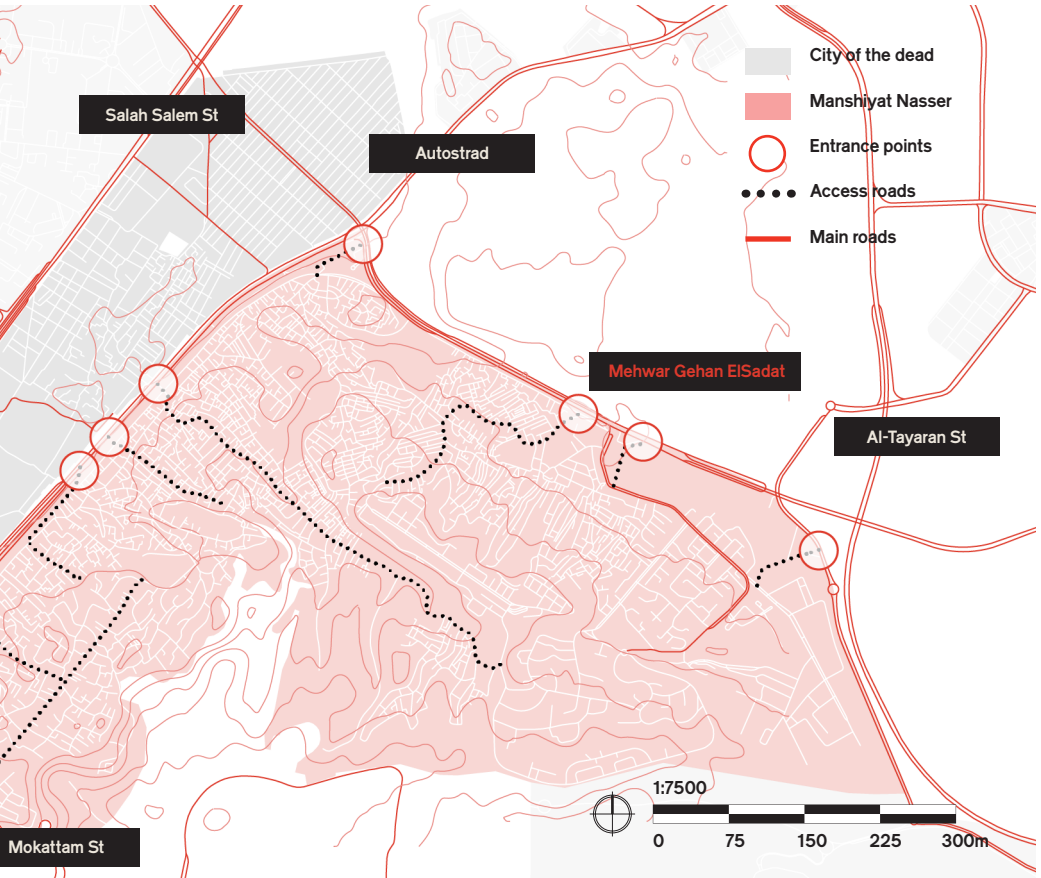 City of the dead
Manshiyat Nasser
Entrance points
Access roads
Main roads
Salah Salem St
Autostrad
Mehwar Gehan ElSadat
Al-Tayaran St
Mokattam St
1:7500
0 75 150 225 300m